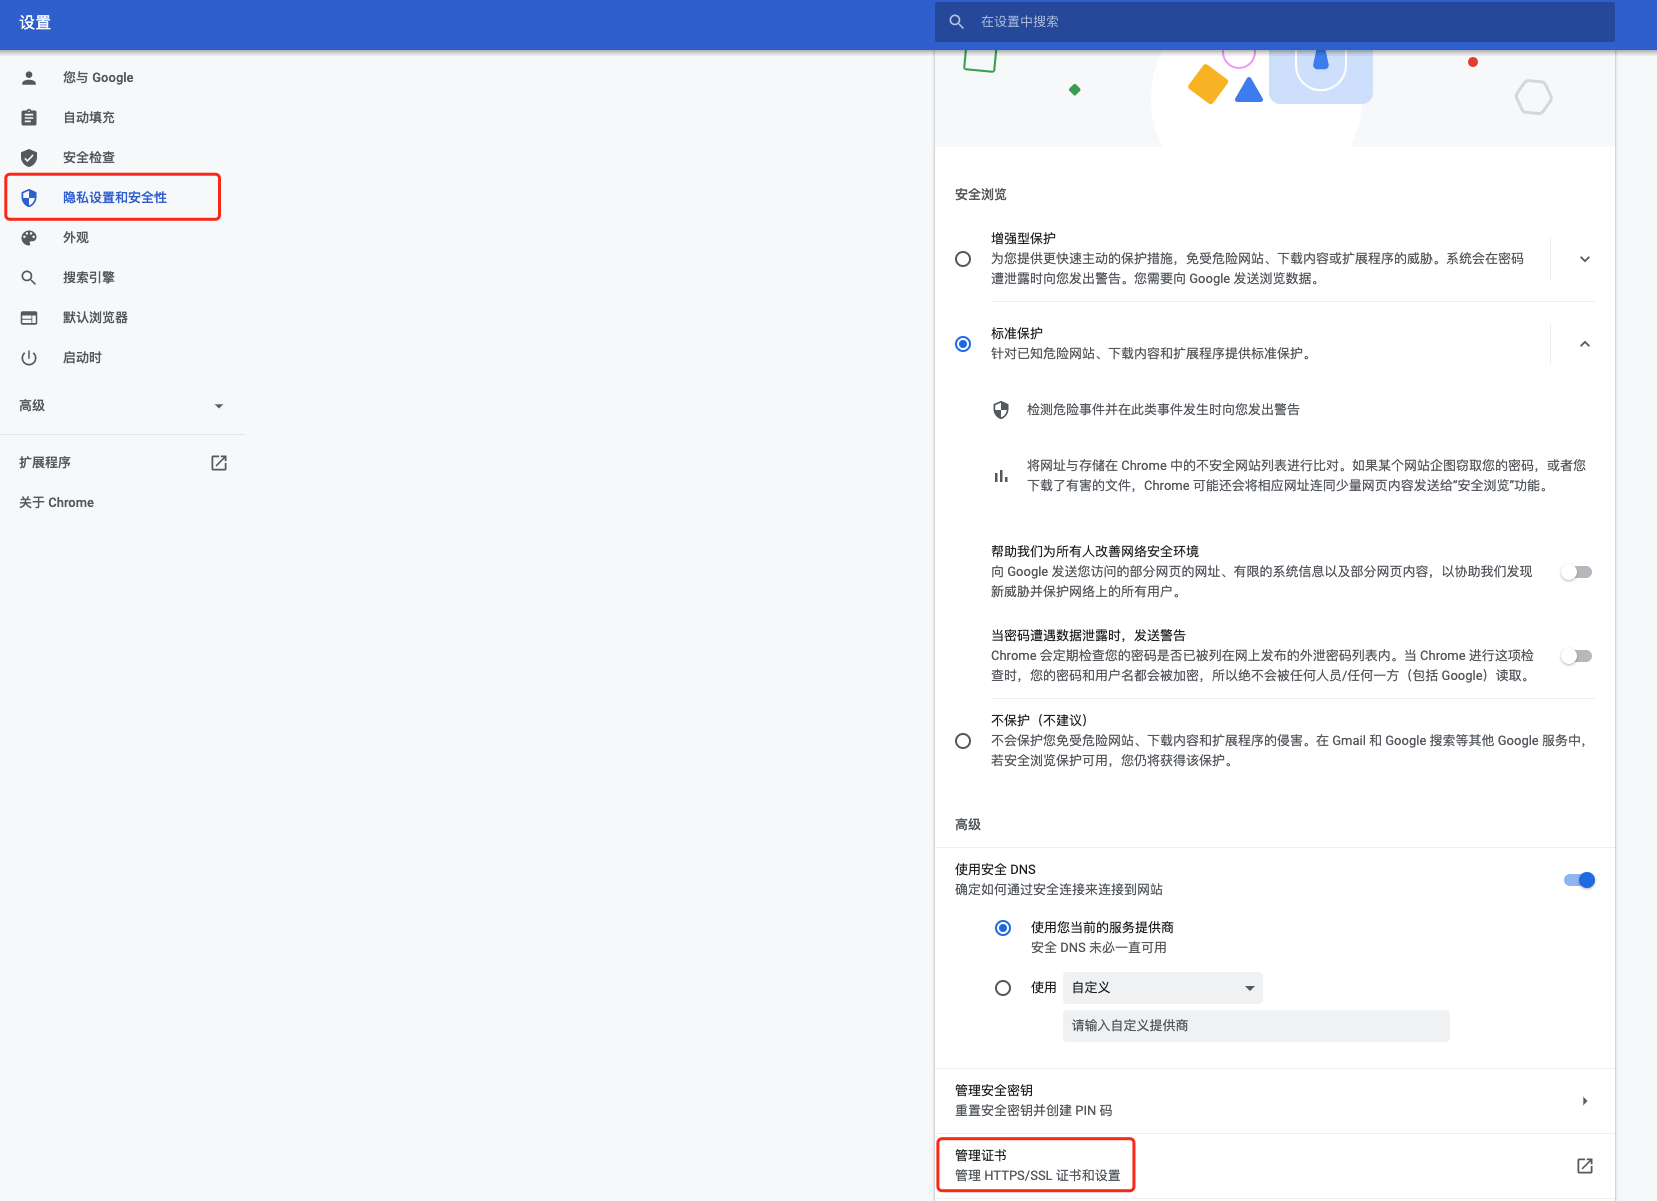 设置
在设置中搜索
您与 Google
自动填充
安全检查
隐私设置和安全性
外观
搜索引擎
默认浏览器
启动时
高级
扩展程序
关于 Chrome
安全浏览
增强型保护
为您提供更快速主动的保护措施，免受危险网站、下载内容或扩展程序的威胁。系统会在密码
遭泄露时向您发出警告。您需要向 Google 发送浏览数据。
标准保护
针对已知危险网站、下载内容和扩展程序提供标准保护。
检测危险事件并在此类事件发生时向您发出警告
将网址与存储在 Chrome 中的不安全网站列表进行比对。如果某个网站企图窃取您的密码，或者您
下载了有害的文件，Chrome 可能还会将相应网址连同少量网页内容发送给“安全浏览”功能。
帮助我们为所有人改善网络安全环境
向 Google 发送您访问的部分网页的网址、有限的系统信息以及部分网页内容，以协助我们发现
新威胁并保护网络上的所有用户。
当密码遭遇数据泄露时，发送警告
Chrome 会定期检查您的密码是否已被列在网上发布的外泄密码列表内。当 Chrome 进行这项检
查时，您的密码和用户名都会被加密，所以绝不会被任何人员/任何一方（包括 Google）读取。
不保护（不建议）
不会保护您免受危险网站、下载内容和扩展程序的侵害。在 Gmail 和 Google 搜索等其他 Google 服务中，
若安全浏览保护可用，您仍将获得该保护。
高级
使用安全 DNS
确定如何通过安全连接来连接到网站
使用您当前的服务提供商
安全 DNS 未必一直可用
使用 自定义
请输入自定义提供商
管理安全密钥
重置安全密钥并创建 PIN 码
管理证书
管理 HTTPS/SSL 证书和设置